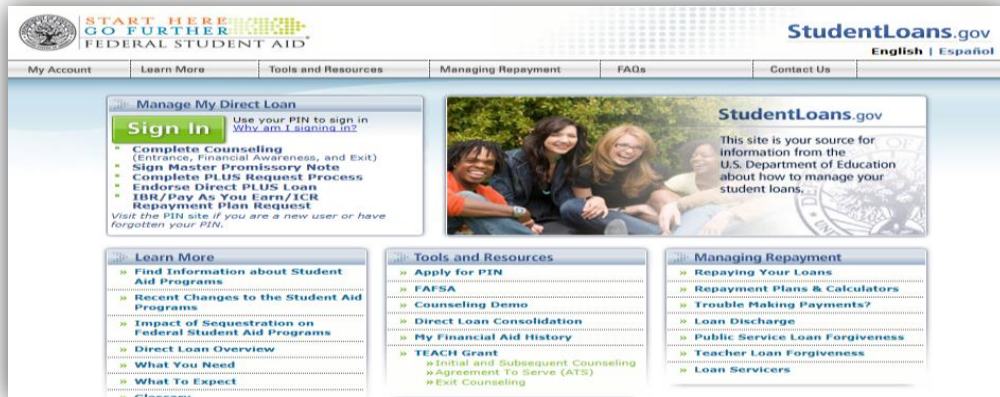 START HERE
GO FURTHER
FEDERAL STUDENT AID®
StudentLoans.gov
English | Español
My Account
Learn More
Tools and Resources
Managing Repayment
FAQs
Contact Us
Manage My Direct Loan
Sign In
Use your PIN to sign in
Why am I signing in?
Complete Counseling
(Entrance, Financial Awareness, and Exit)
Sign Master Promissory Note
Complete PLUS Request Process
Endorse Direct PLUS Loan
IBR/Pay As You Earn/ICR
Repayment Plan Request
Visit the PIN site if you are a new user or have
forgotten your PIN.
StudentLoans.gov
This site is your source for
information from the
U.S. Department of Education
about how to manage your
student loans.
Learn More
» Find Information about Student
Aid Programs
» Recent Changes to the Student Aid
Programs
» Impact of Sequestration on
Federal Student Aid Programs
» Direct Loan Overview
» What You Need
» What To Expect
» Glossary
Tools and Resources
» Apply for PIN
» FAFSA
» Counseling Demo
» Direct Loan Consolidation
» My Financial Aid History
» TEACH Grant
» Initial and Subsequent Counseling
» Agreement To Serve (ATS)
» Exit Counseling
Managing Repayment
» Repaying Your Loans
» Repayment Plans & Calculators
» Trouble Making Payments?
» Loan Discharge
» Public Service Loan Forgiveness
» Teacher Loan Forgiveness
» Loan Servicers